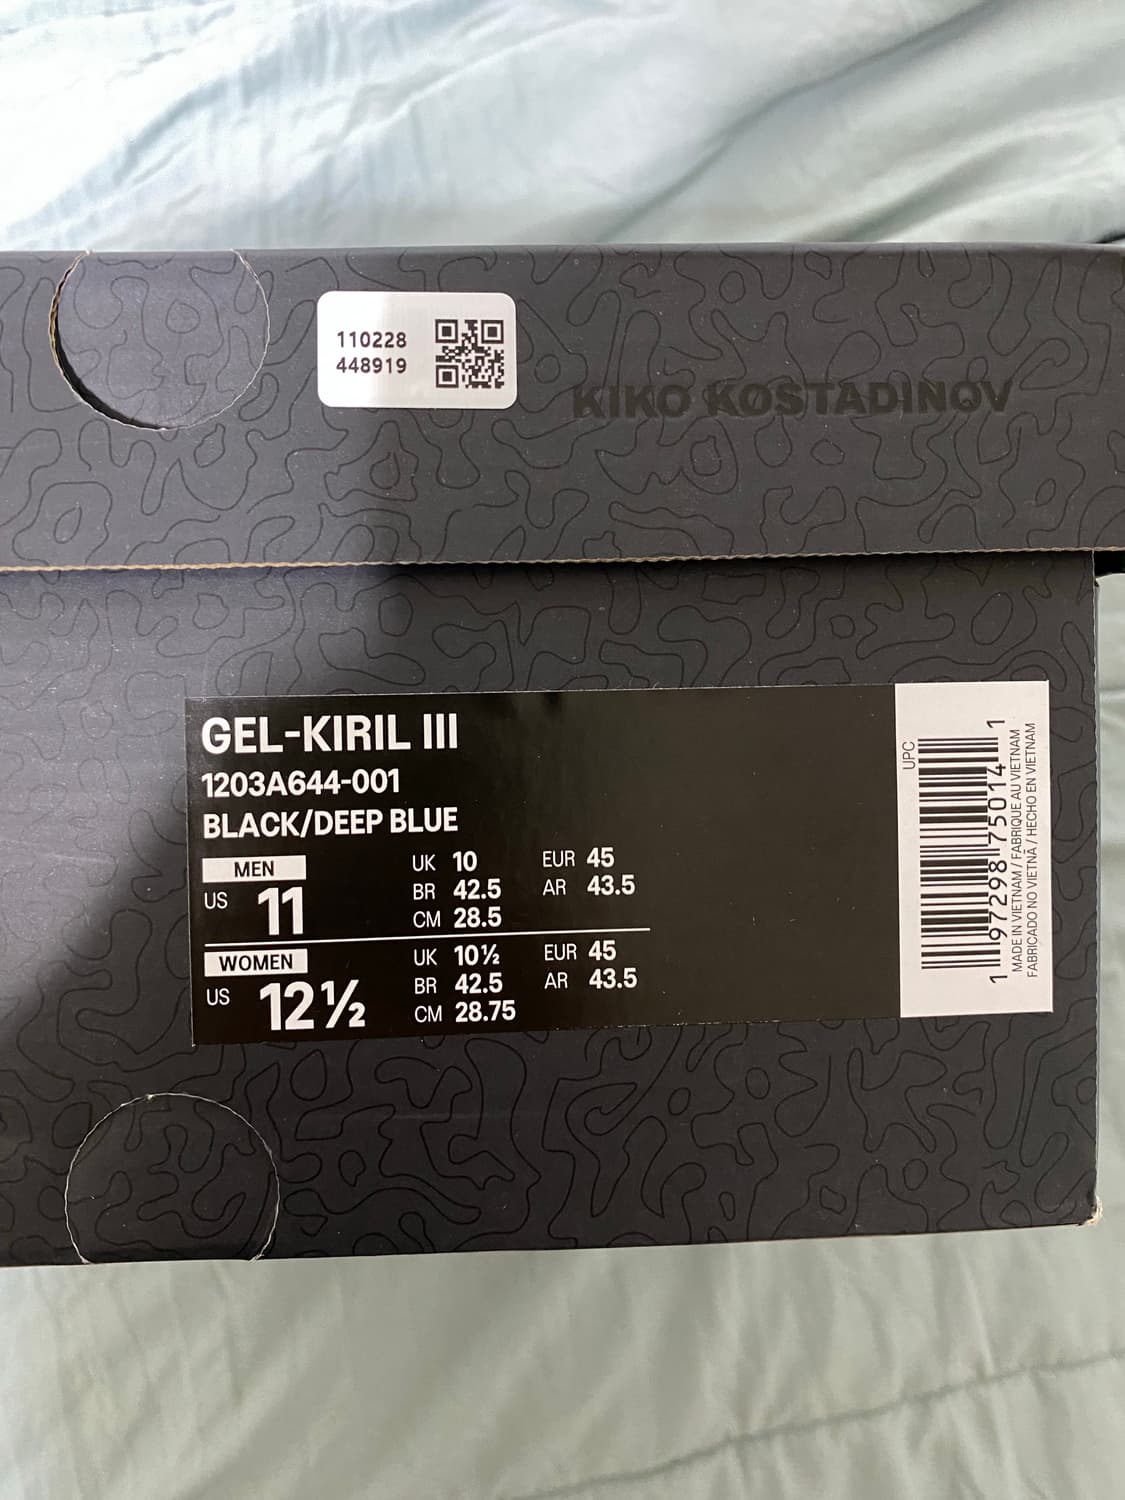 110228
448919
KIKO KØSTADINOV
GEL-KIRIL III
1203A644-001
BLACK/DEEP BLUE
MEN
US 11
UK 10 EUR 45
BR 42.5 AR 43.5
CM 28.5
WOMEN
US 12½
UK 10½ EUR 45
BR 42.5 AR 43.5
CM 28.75
UPC
1 97298 75014 1
MADE IN VIETNAM / FABRIQUE AU VIETNAM
FABRICADO NO VIETNÃ / HECHO EN VIETNAM